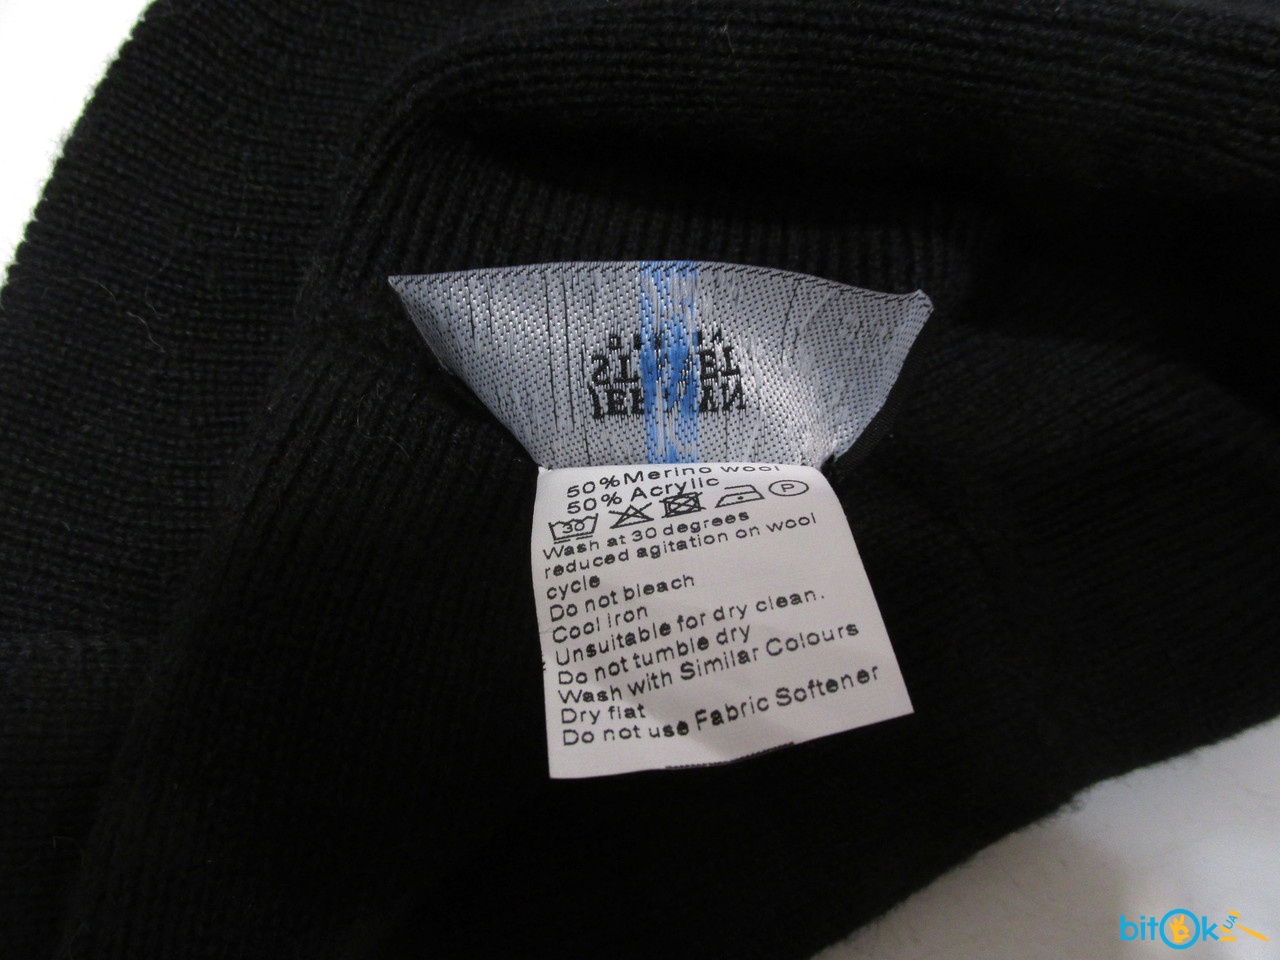 50% Merino wool
50% Acrylic
30 P
Wash at 30 degrees
reduced agitation on wool
cycle
Do not bleach
Cool iron
Unsuitable for dry clean.
Do not tumble dry
Wash with Similar Colours
Dry flat
Do not use Fabric Softener
bitOk UA